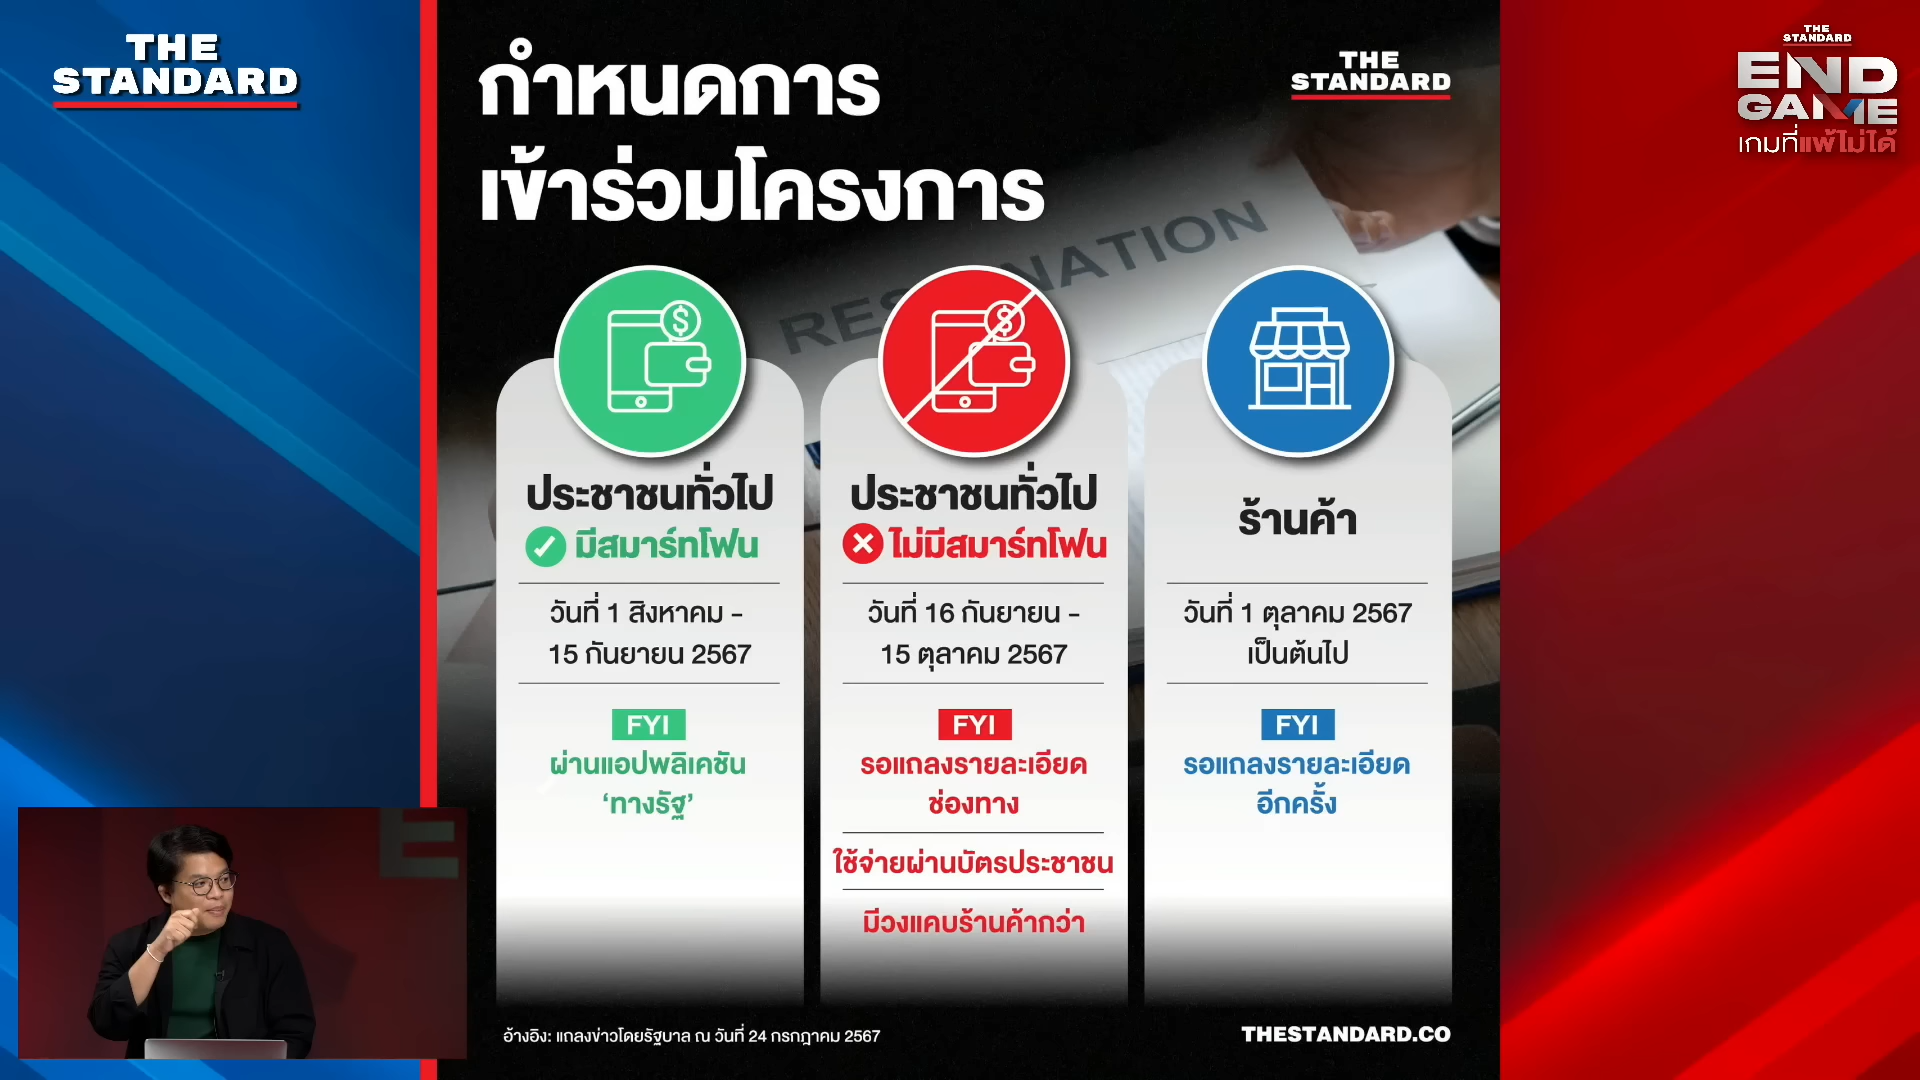 THE
STANDARD
THE
STANDARD
END
GAME
เกมที่แพ้ไม่ได้
กำหนดการ
เข้าร่วมโครงการ
THE
STANDARD
RES NATION
ประชาชนทั่วไป
มีสมาร์ทโฟน
วันที่ 1 สิงหาคม -
15 กันยายน 2567
FYI
ผ่านแอปพลิเคชัน
‘ทางรัฐ’
ประชาชนทั่วไป
ไม่มีสมาร์ทโฟน
วันที่ 16 กันยายน -
15 ตุลาคม 2567
FYI
รอแถลงรายละเอียด
ช่องทาง
ใช้จ่ายผ่านบัตรประชาชน
มีวงแคบร้านค้ากว่า
ร้านค้า
วันที่ 1 ตุลาคม 2567
เป็นต้นไป
FYI
รอแถลงรายละเอียด
อีกครั้ง
E
อ้างอิง: แถลงข่าวโดยรัฐบาล ณ วันที่ 24 กรกฎาคม 2567
THESTANDARD.CO